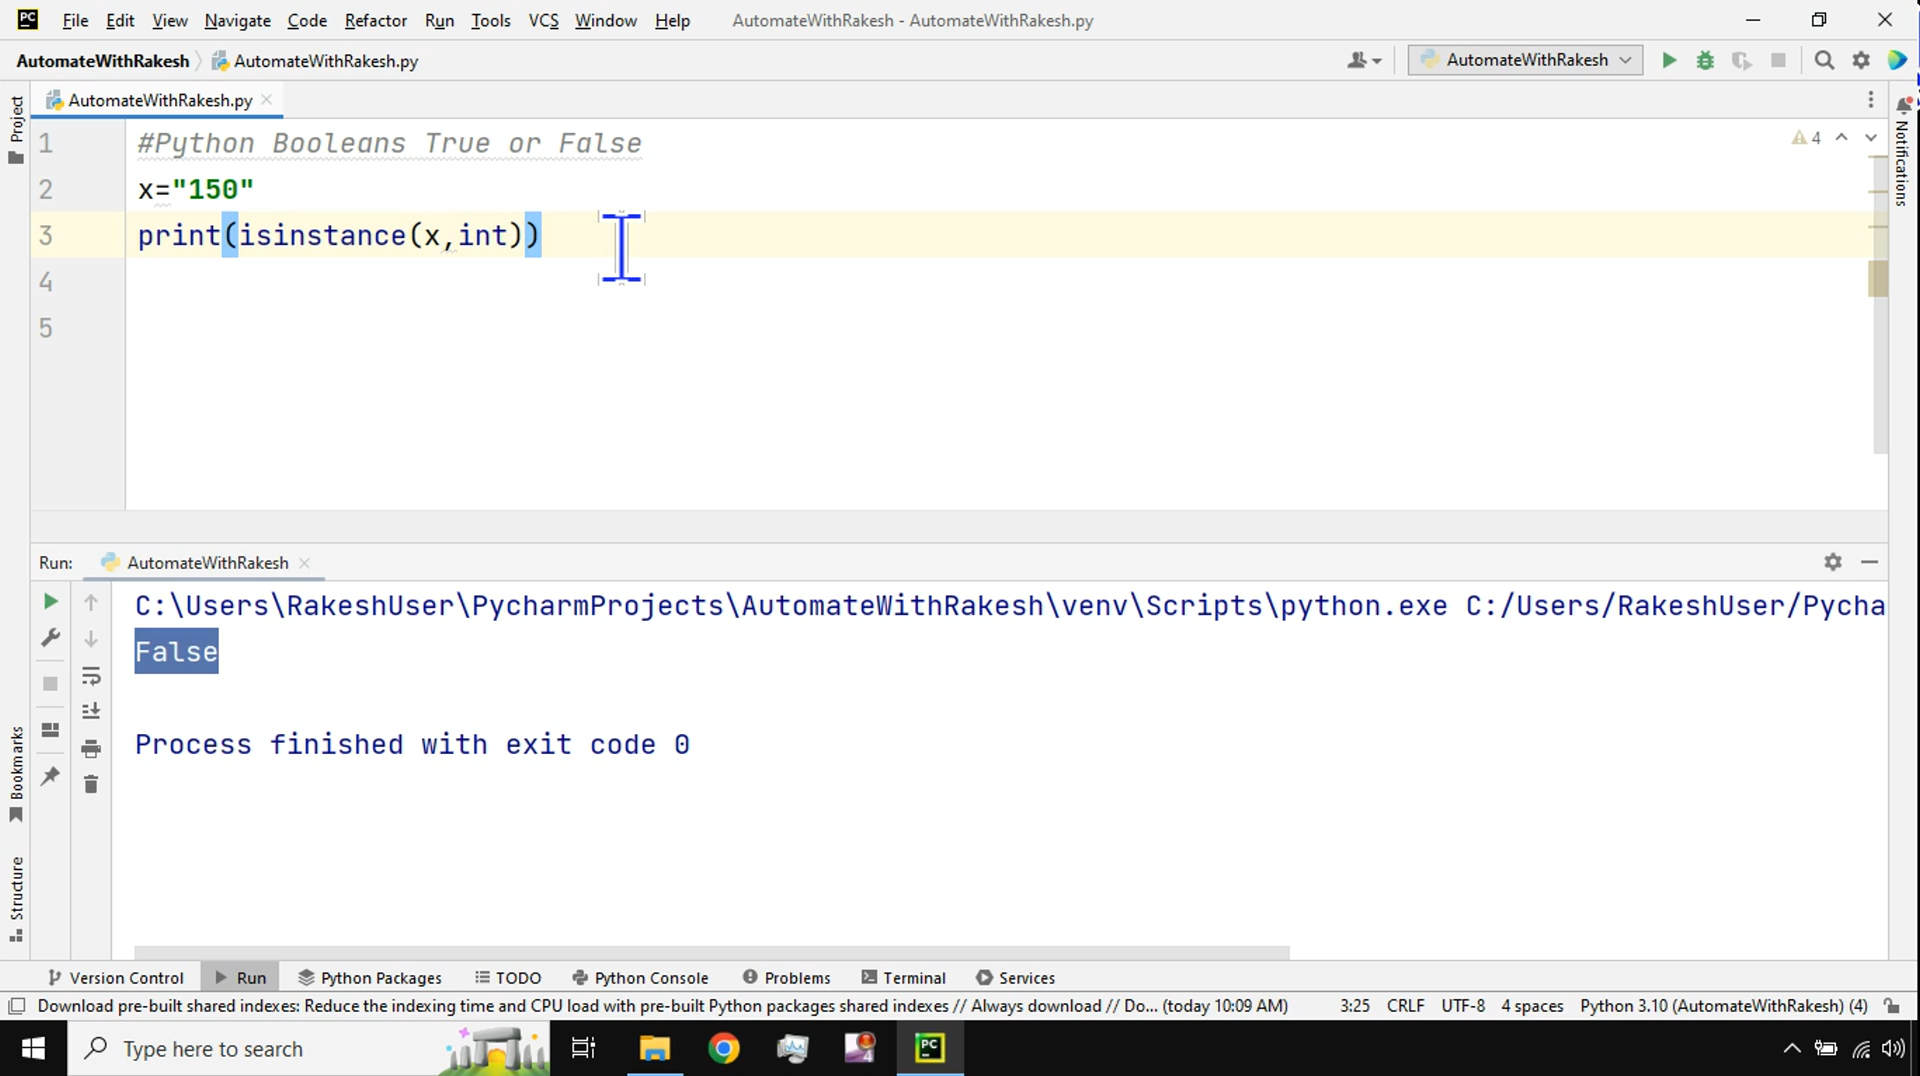 PC File Edit View Navigate Code Refactor Run Tools VCS Window Help AutomateWithRakesh - AutomateWithRakesh.py
AutomateWithRakesh AutomateWithRakesh.py AutomateWithRakesh
Project
AutomateWithRakesh.py
Notifications
1 #Python Booleans True or False
4
2 x="150"
3 print(isinstance(x,int))
4
5
Run: AutomateWithRakesh
C:\Users\RakeshUser\PycharmProjects\AutomateWithRakesh\venv\Scripts\python.exe C:/Users/RakeshUser/Pycha
False
Process finished with exit code 0
Bookmarks
Structure
Version Control Run Python Packages TODO Python Console Problems Terminal Services
Download pre-built shared indexes: Reduce the indexing time and CPU load with pre-built Python packages shared indexes // Always download // Do... (today 10:09 AM) 3:25 CRLF UTF-8 4 spaces Python 3.10 (AutomateWithRakesh) (4)
Type here to search 4 PC